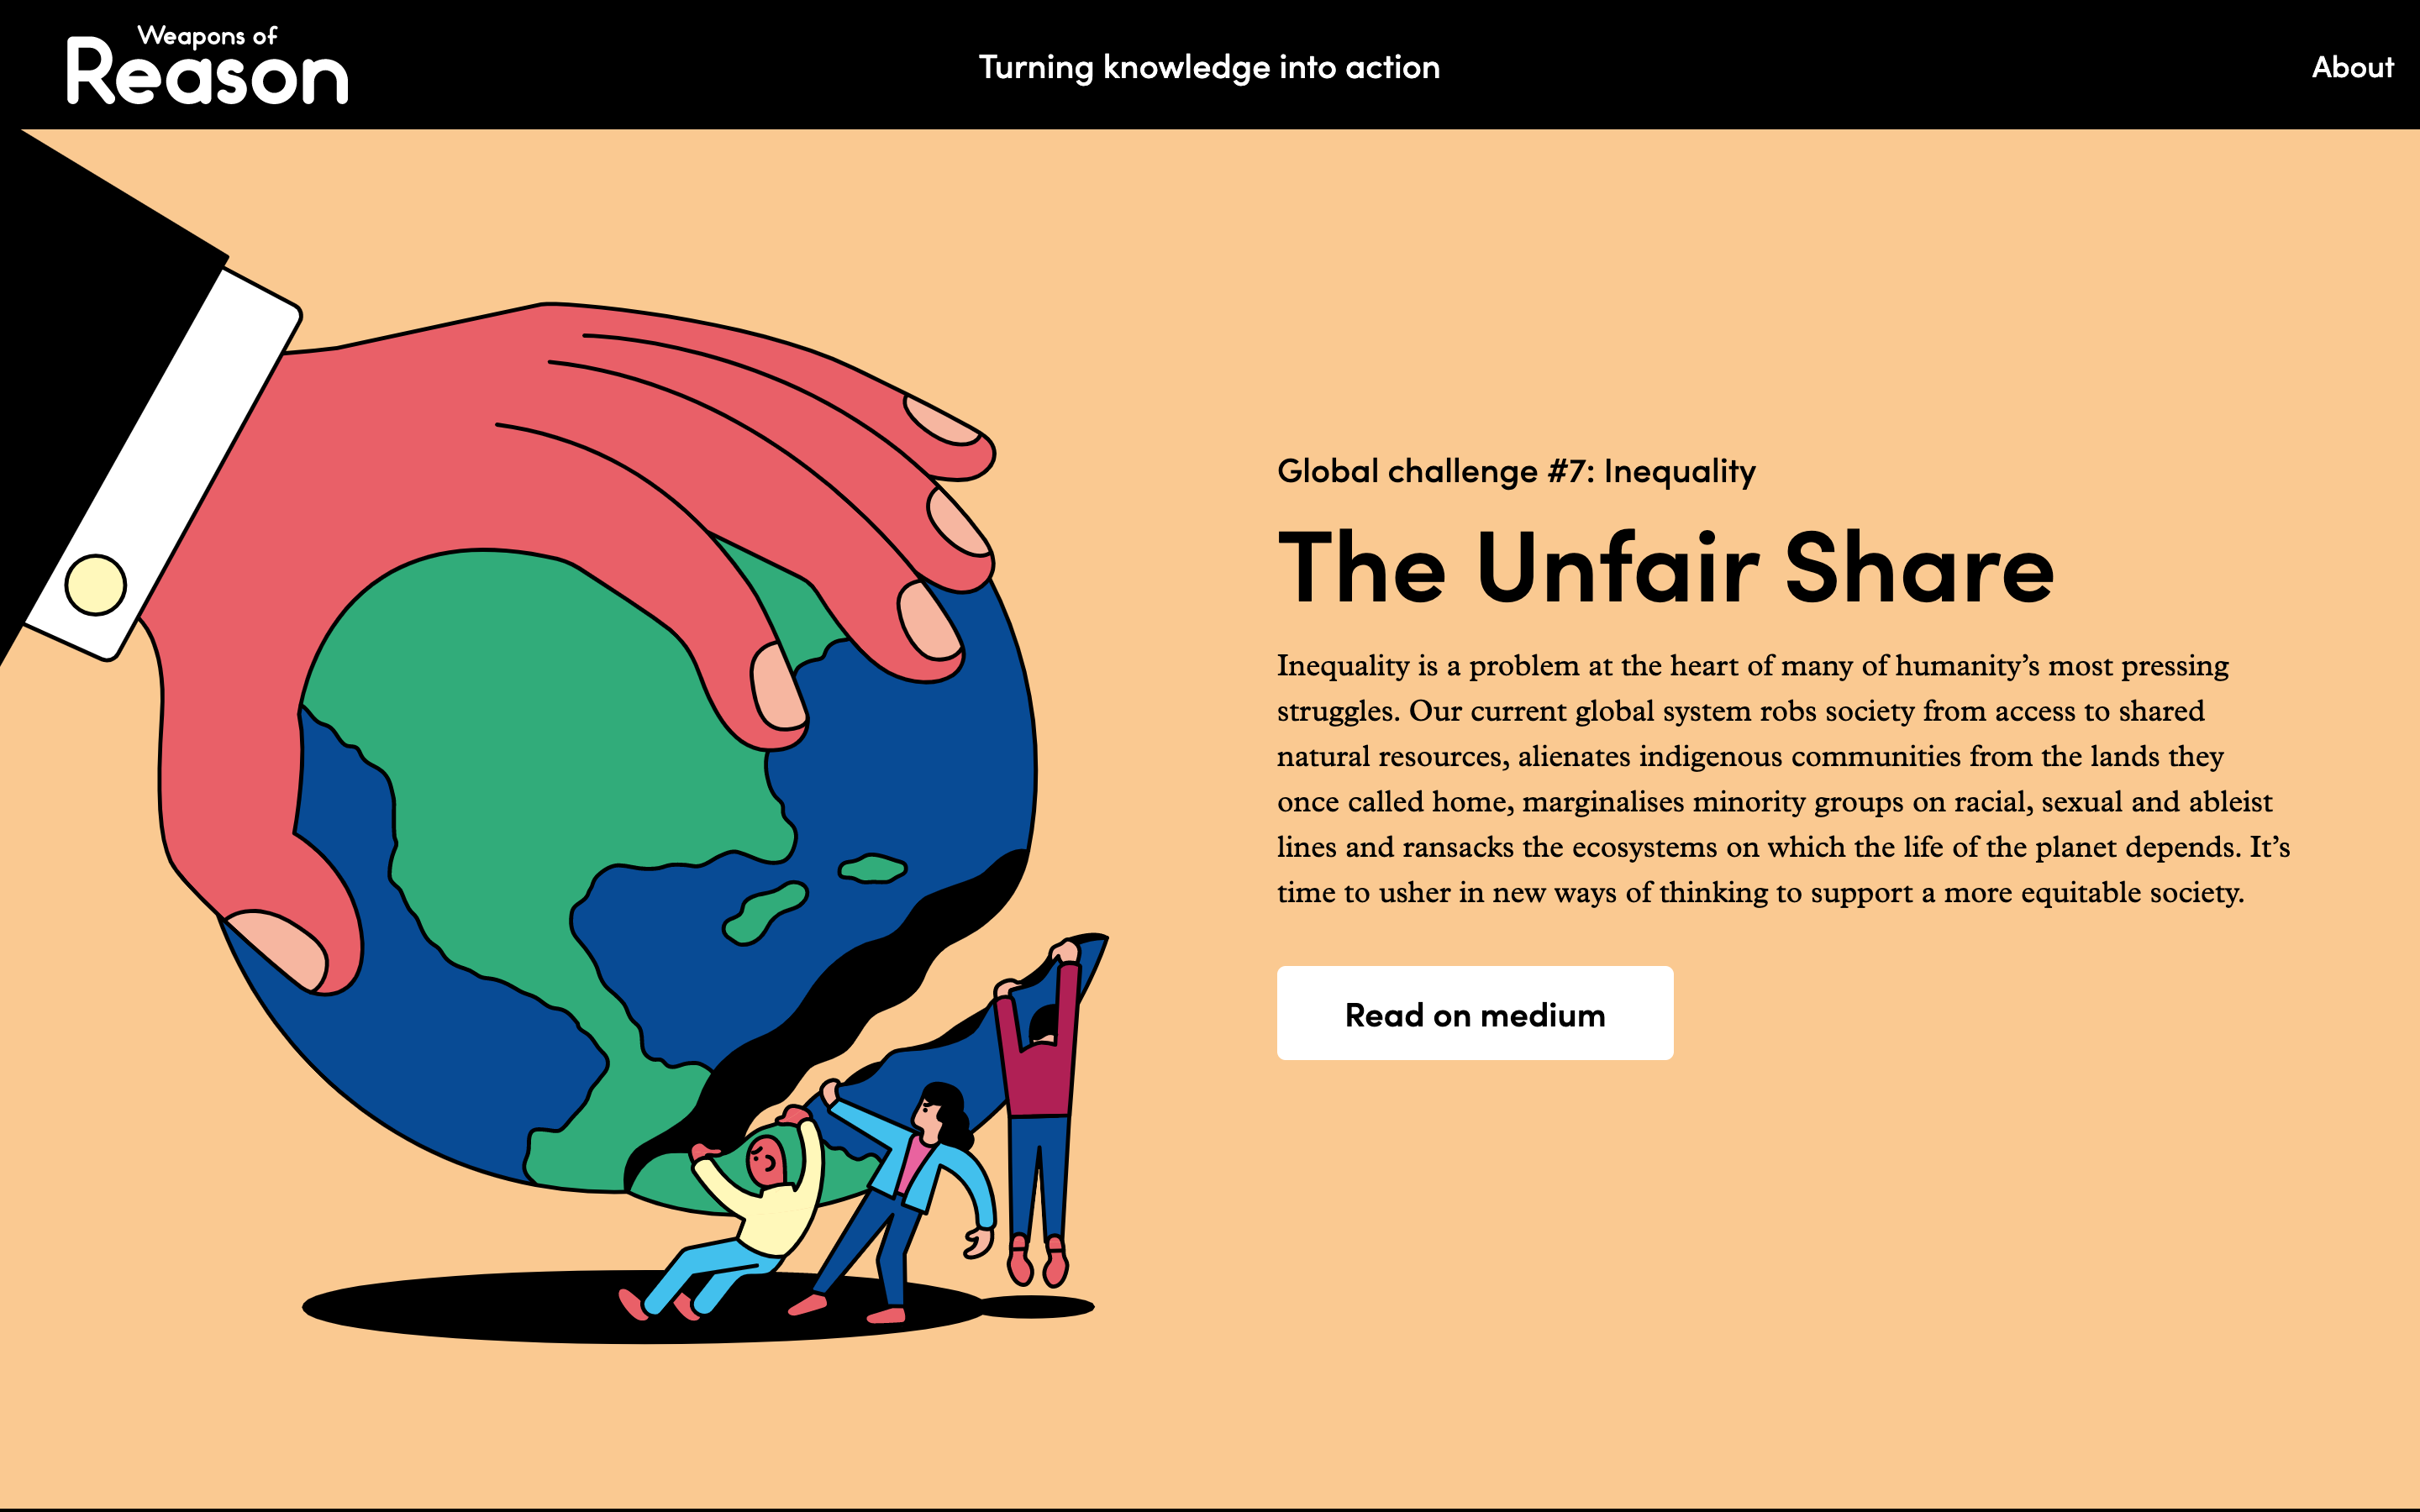 Weapons of
Reason
Turning knowledge into action
About
Global challenge #7: Inequality
The Unfair Share
Inequality is a problem at the heart of many of humanity’s most pressing
struggles. Our current global system robs society from access to shared
natural resources, alienates indigenous communities from the lands they
once called home, marginalises minority groups on racial, sexual and ableist
lines and ransacks the ecosystems on which the life of the planet depends. It’s
time to usher in new ways of thinking to support a more equitable society.
Read on medium